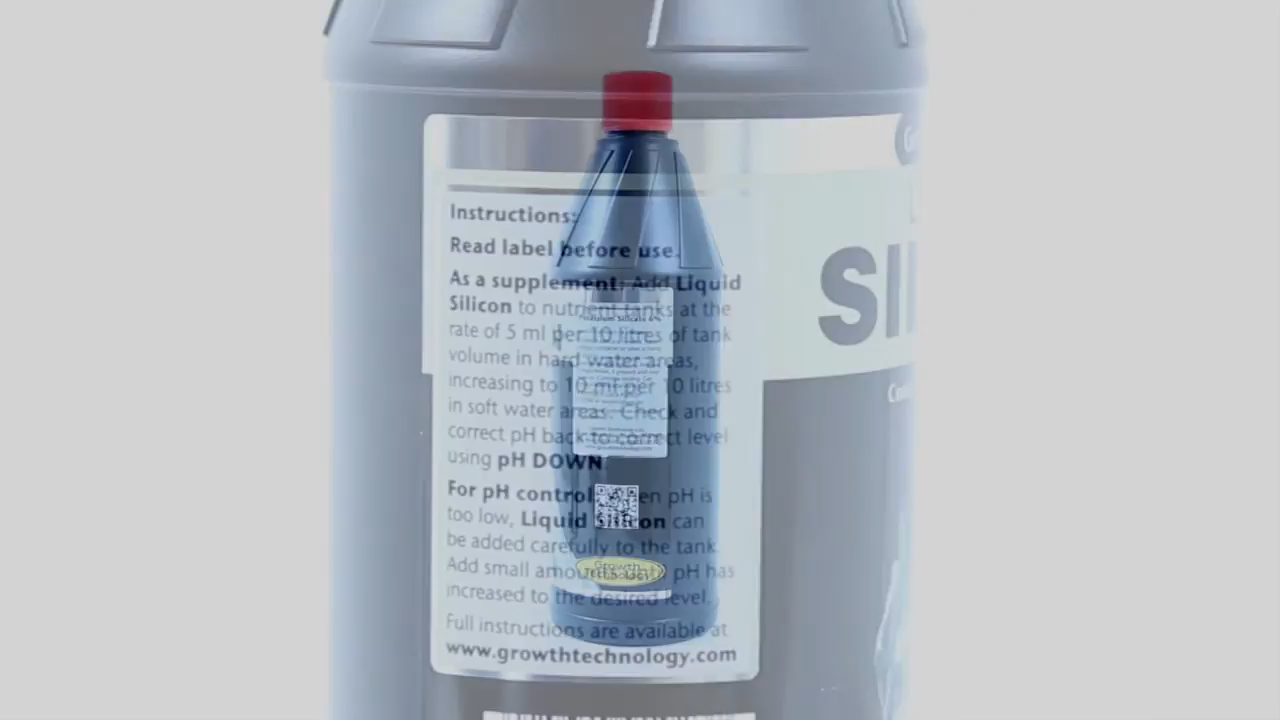 Instructions:
Read label before use.
As a supplement: Add Liquid
Silicon to nutrient tanks at the
rate of 5 ml per 10 litres of tank
volume in hard water areas,
increasing to 10 ml per 10 litres
in soft water areas. Check and
correct pH back to correct level
using pH DOWN
For pH control pH is
too low, Liquid Silicon can
be added carefully to the tank.
Add small amounts until pH has
increased to the desired level.
Full instructions are available at
www.growthtechnology.com
SI
Potassium Silicate
Growth
Technology